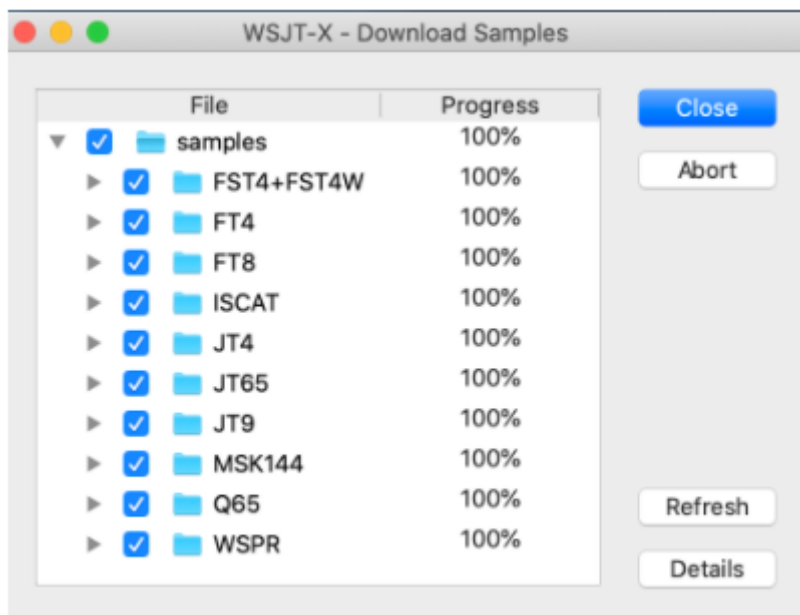 WSJT-X - Download Samples
File Progress
samples 100%
FST4+FST4W 100%
FT4 100%
FT8 100%
ISCAT 100%
JT4 100%
JT65 100%
JT9 100%
MSK144 100%
Q65 100%
WSPR 100%
Close
Abort
Refresh
Details